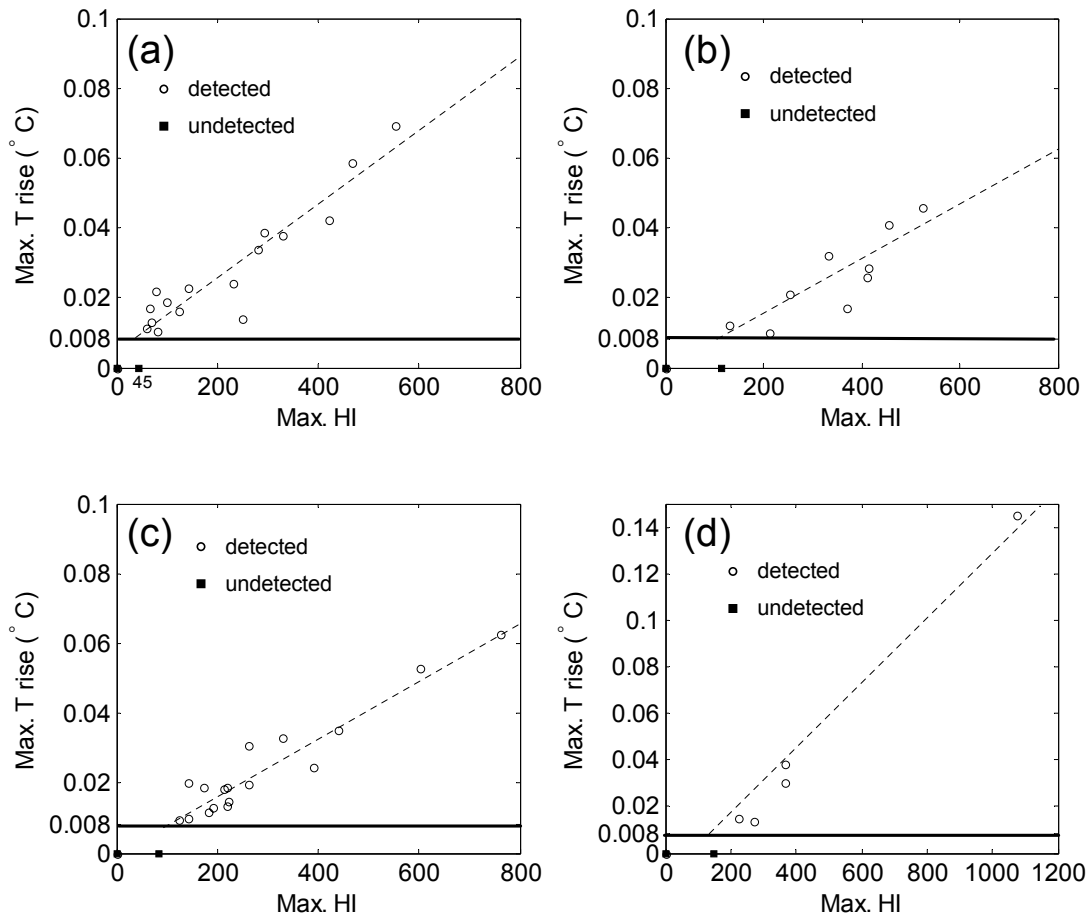 (a)
0.1
0.08
0.06
0.04
0.02
0.008
0
Max. T rise (° C)
detected
undetected
45
0 200 400 600 800
Max. HI
(b)
0.1
0.08
0.06
0.04
0.02
0.008
0
Max. T rise (° C)
detected
undetected
0 200 400 600 800
Max. HI
(c)
0.1
0.08
0.06
0.04
0.02
0.008
0
Max. T rise (° C)
detected
undetected
0 200 400 600 800
Max. HI
(d)
0.14
0.12
0.1
0.08
0.06
0.04
0.02
0.008
0
Max. T rise (° C)
detected
undetected
0 200 400 600 800 1000 1200
Max. HI